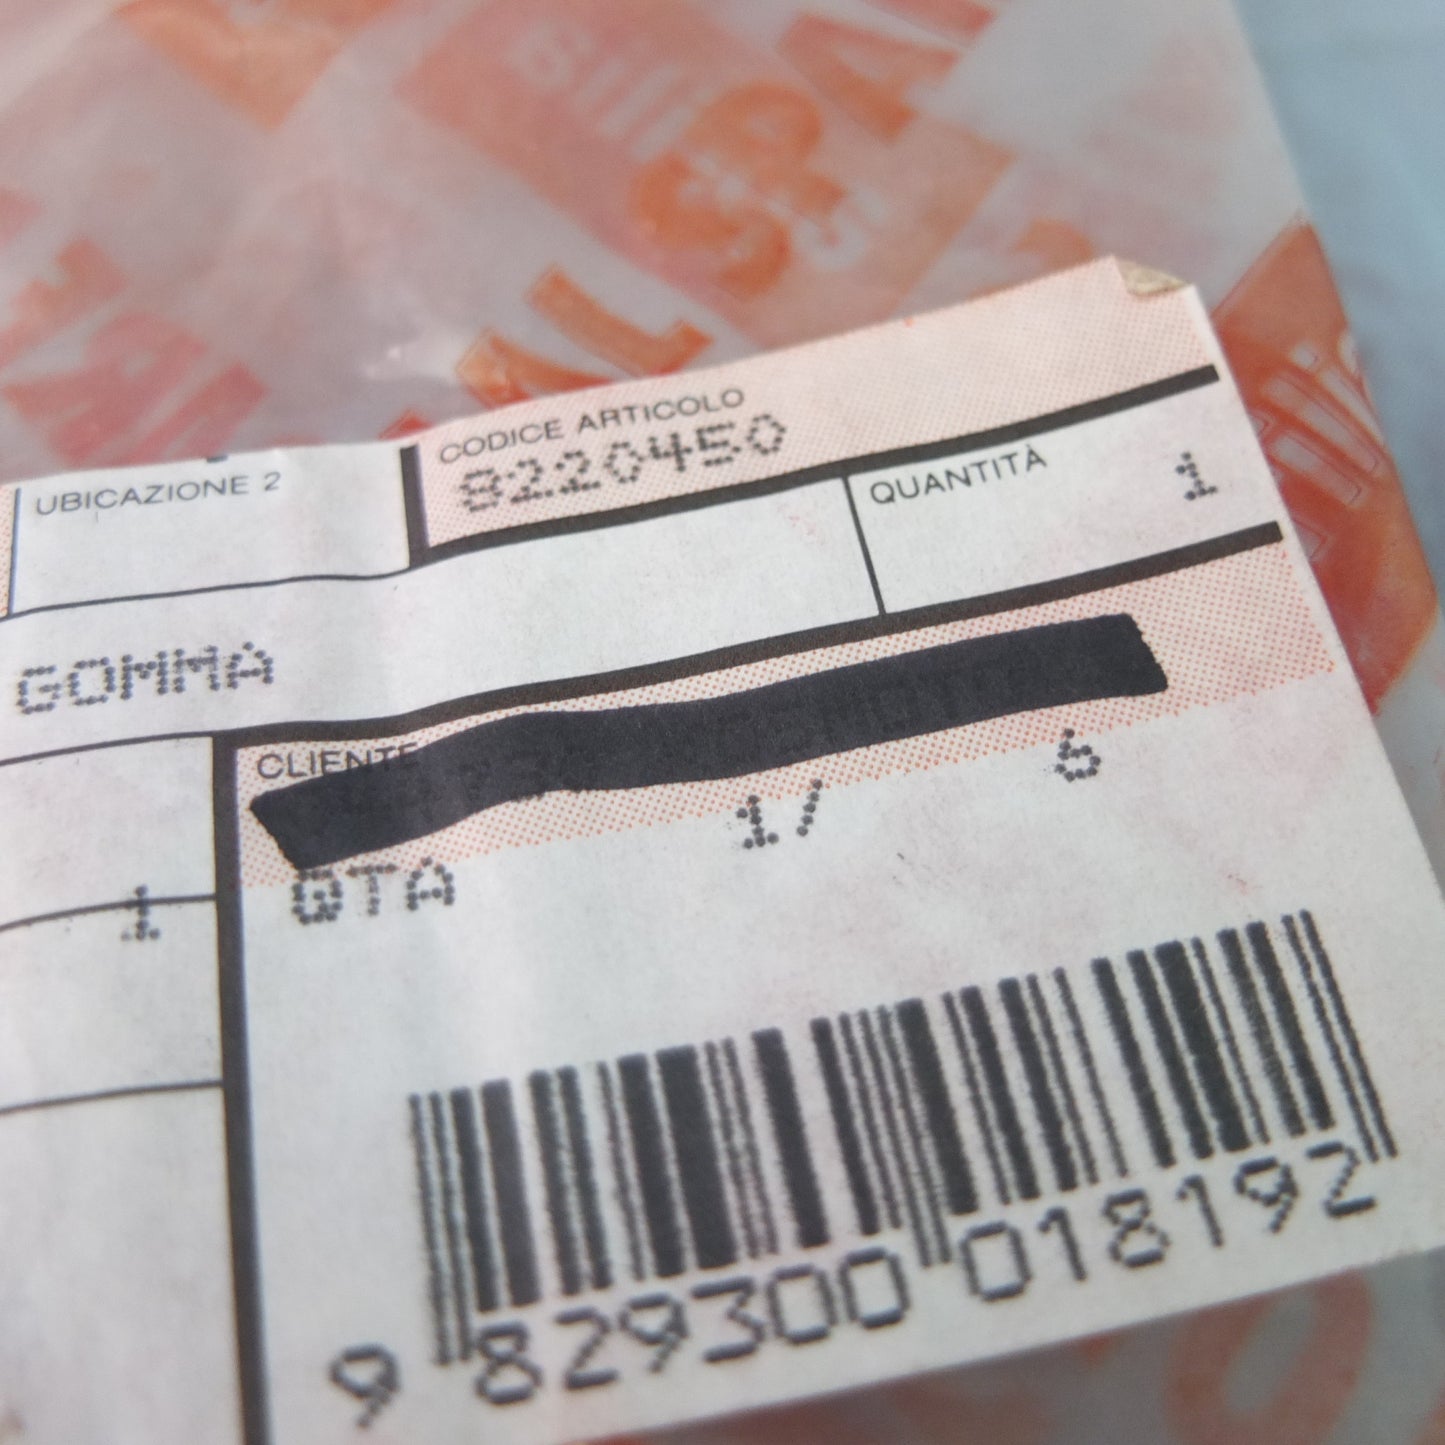 CODICE ARTICOLO
8220450
UBICAZIONE 2
QUANTITÀ 1
GOMMA
CLIENTE
1/ 6
QTA
1
9 829300 018192